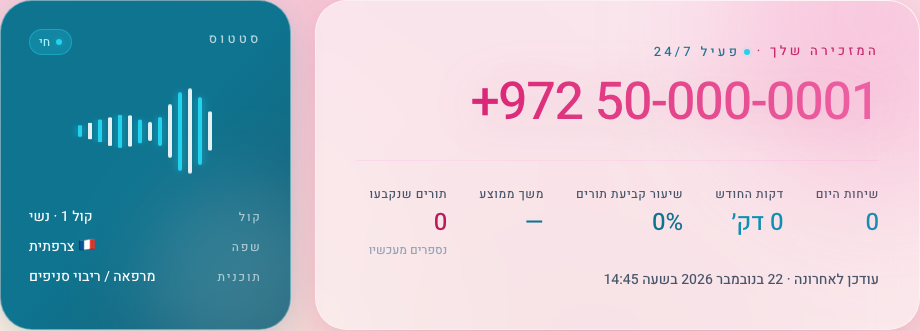 המזכירה שלך · פעיל 24/7
+972 50-000-0001
שיחות היום
0
דקות החודש
0 דק׳
שיעור קביעת תורים
0%
משך ממוצע
—
תורים שנקבעו
0
נספרים מעכשיו
עודכן לאחרונה · 22 בנובמבר 2026 בשעה 14:45
סטטוס
חי
קול
קול 1 · נשי
שפה
צרפתית
תוכנית
מרפאה / ריבוי סניפים